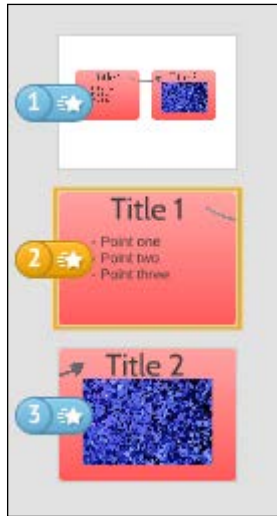 1
Title 1
- Point one
2 - Point two
- Point three
Title 2
3